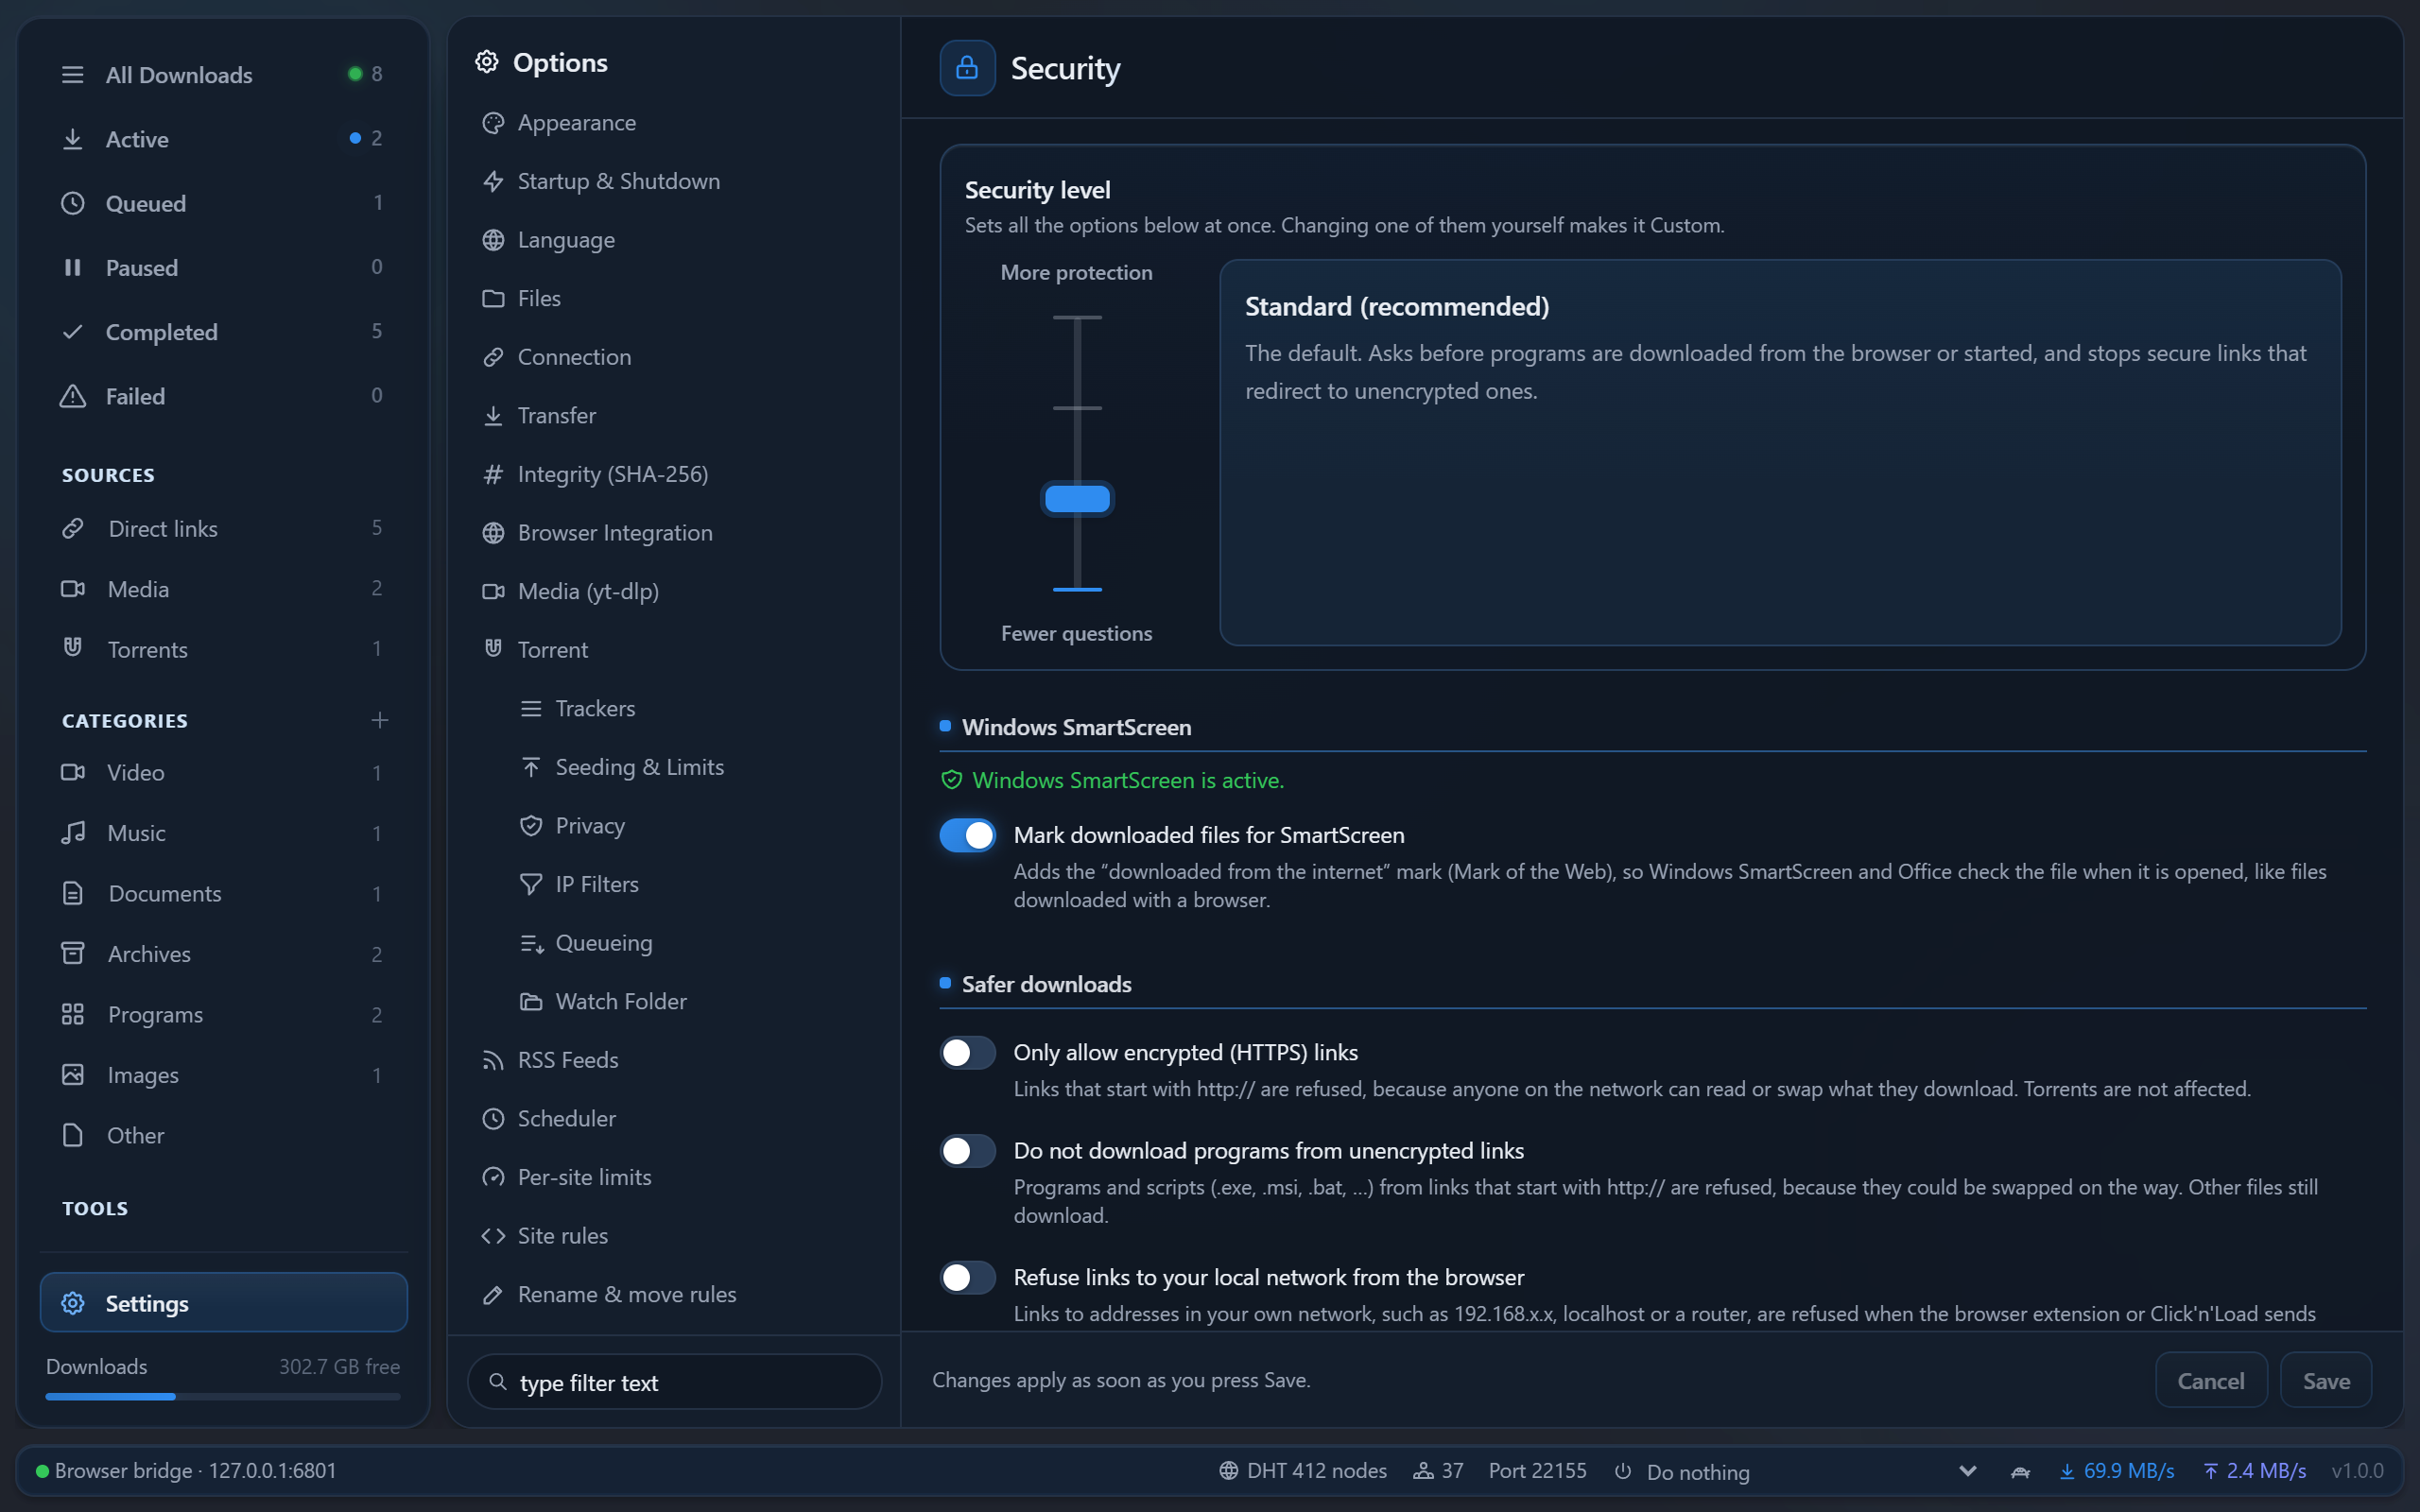 All Downloads 8
Active 2
Queued 1
Paused 0
Completed 5
Failed 0
SOURCES
Direct links 5
Media 2
Torrents 1
CATEGORIES
Video 1
Music 1
Documents 1
Archives 2
Programs 2
Images 1
Other
TOOLS
Settings
Downloads 302.7 GB free
Options
Appearance
Startup & Shutdown
Language
Files
Connection
Transfer
Integrity (SHA-256)
Browser Integration
Media (yt-dlp)
Torrent
Trackers
Seeding & Limits
Privacy
IP Filters
Queueing
Watch Folder
RSS Feeds
Scheduler
Per-site limits
Site rules
Rename & move rules
type filter text
Security
Security level
Sets all the options below at once. Changing one of them yourself makes it Custom.
More protection
Fewer questions
Standard (recommended)
The default. Asks before programs are downloaded from the browser or started, and stops secure links that
redirect to unencrypted ones.
Windows SmartScreen
Windows SmartScreen is active.
Mark downloaded files for SmartScreen
Adds the “downloaded from the internet” mark (Mark of the Web), so Windows SmartScreen and Office check the file when it is opened, like files
downloaded with a browser.
Safer downloads
Only allow encrypted (HTTPS) links
Links that start with http:// are refused, because anyone on the network can read or swap what they download. Torrents are not affected.
Do not download programs from unencrypted links
Programs and scripts (.exe, .msi, .bat, …) from links that start with http:// are refused, because they could be swapped on the way. Other files still
download.
Refuse links to your local network from the browser
Links to addresses in your own network, such as 192.168.x.x, localhost or a router, are refused when the browser extension or Click'n'Load sends
Changes apply as soon as you press Save.
Cancel
Save
Browser bridge · 127.0.0.1:6801
DHT 412 nodes
37
Port 22155
Do nothing
69.9 MB/s
2.4 MB/s
v1.0.0